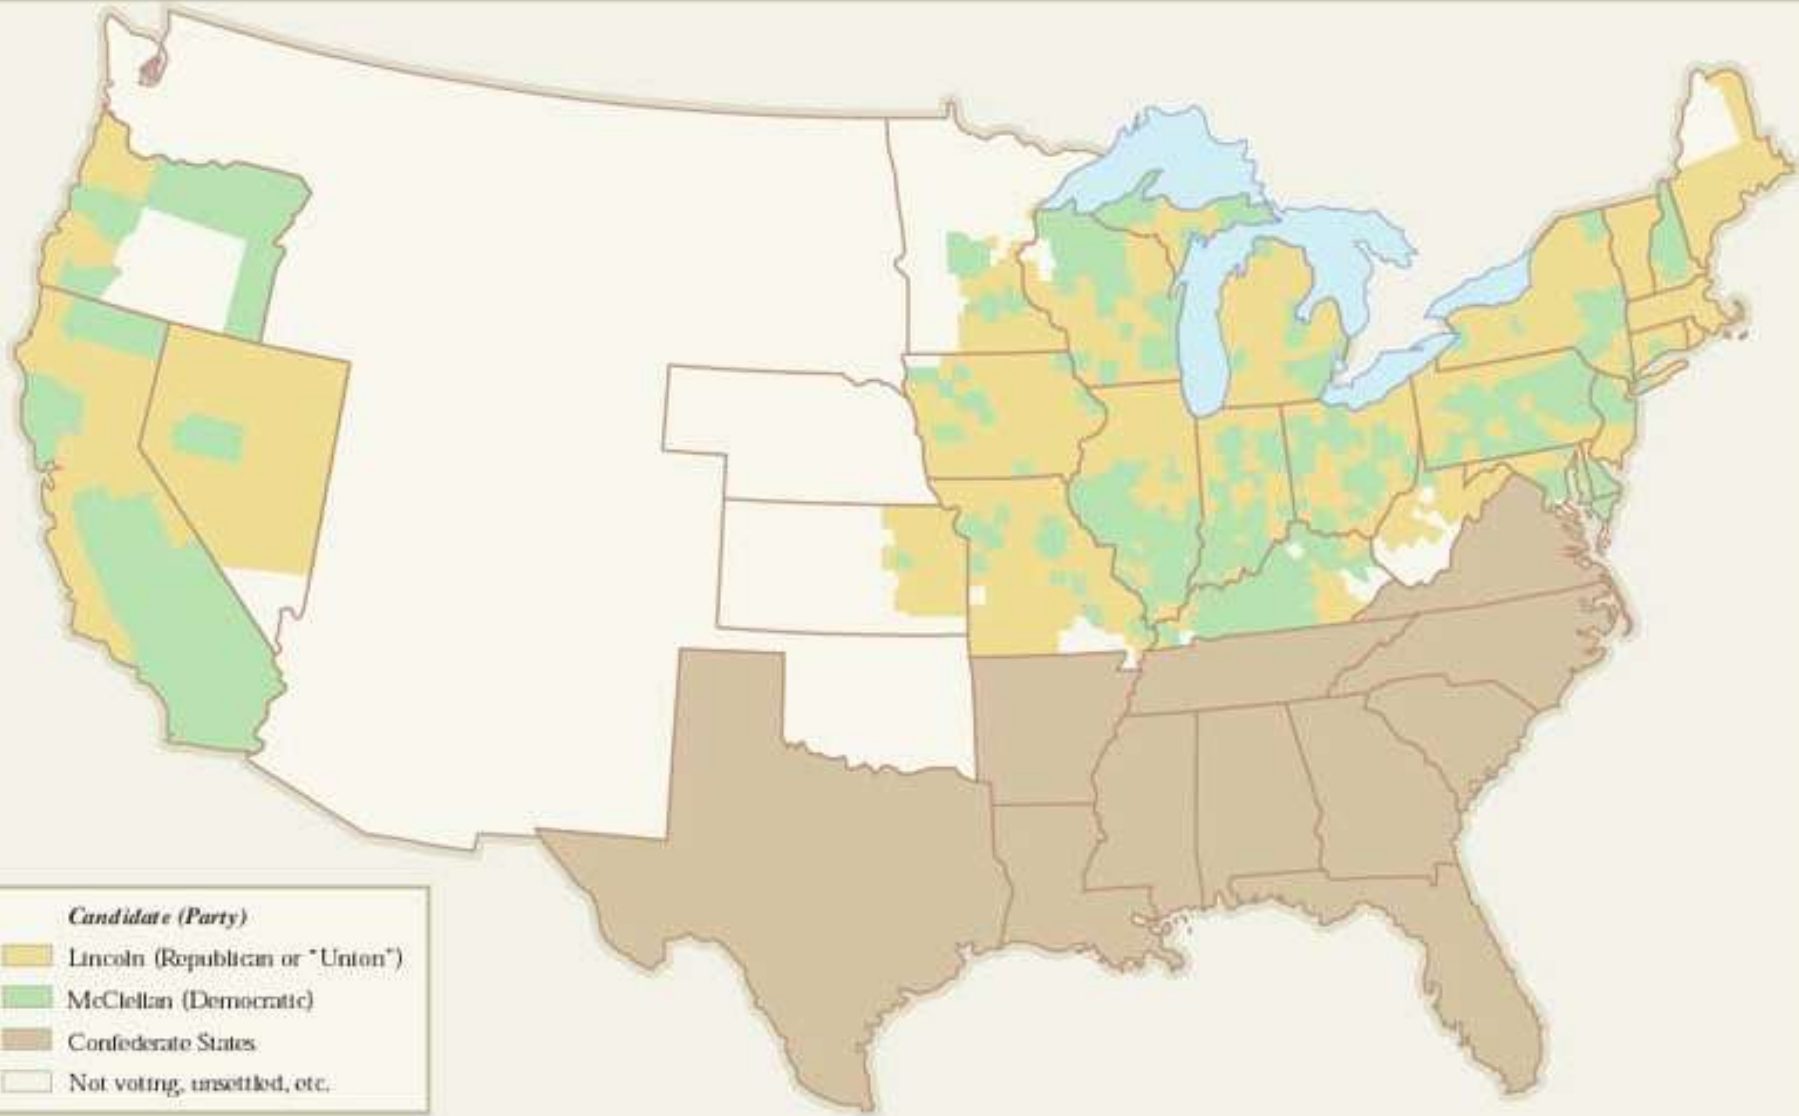 Candidate (Party)
Lincoln (Republican or "Union")
McClellan (Democratic)
Confederate States
Not voting, unsettled, etc.